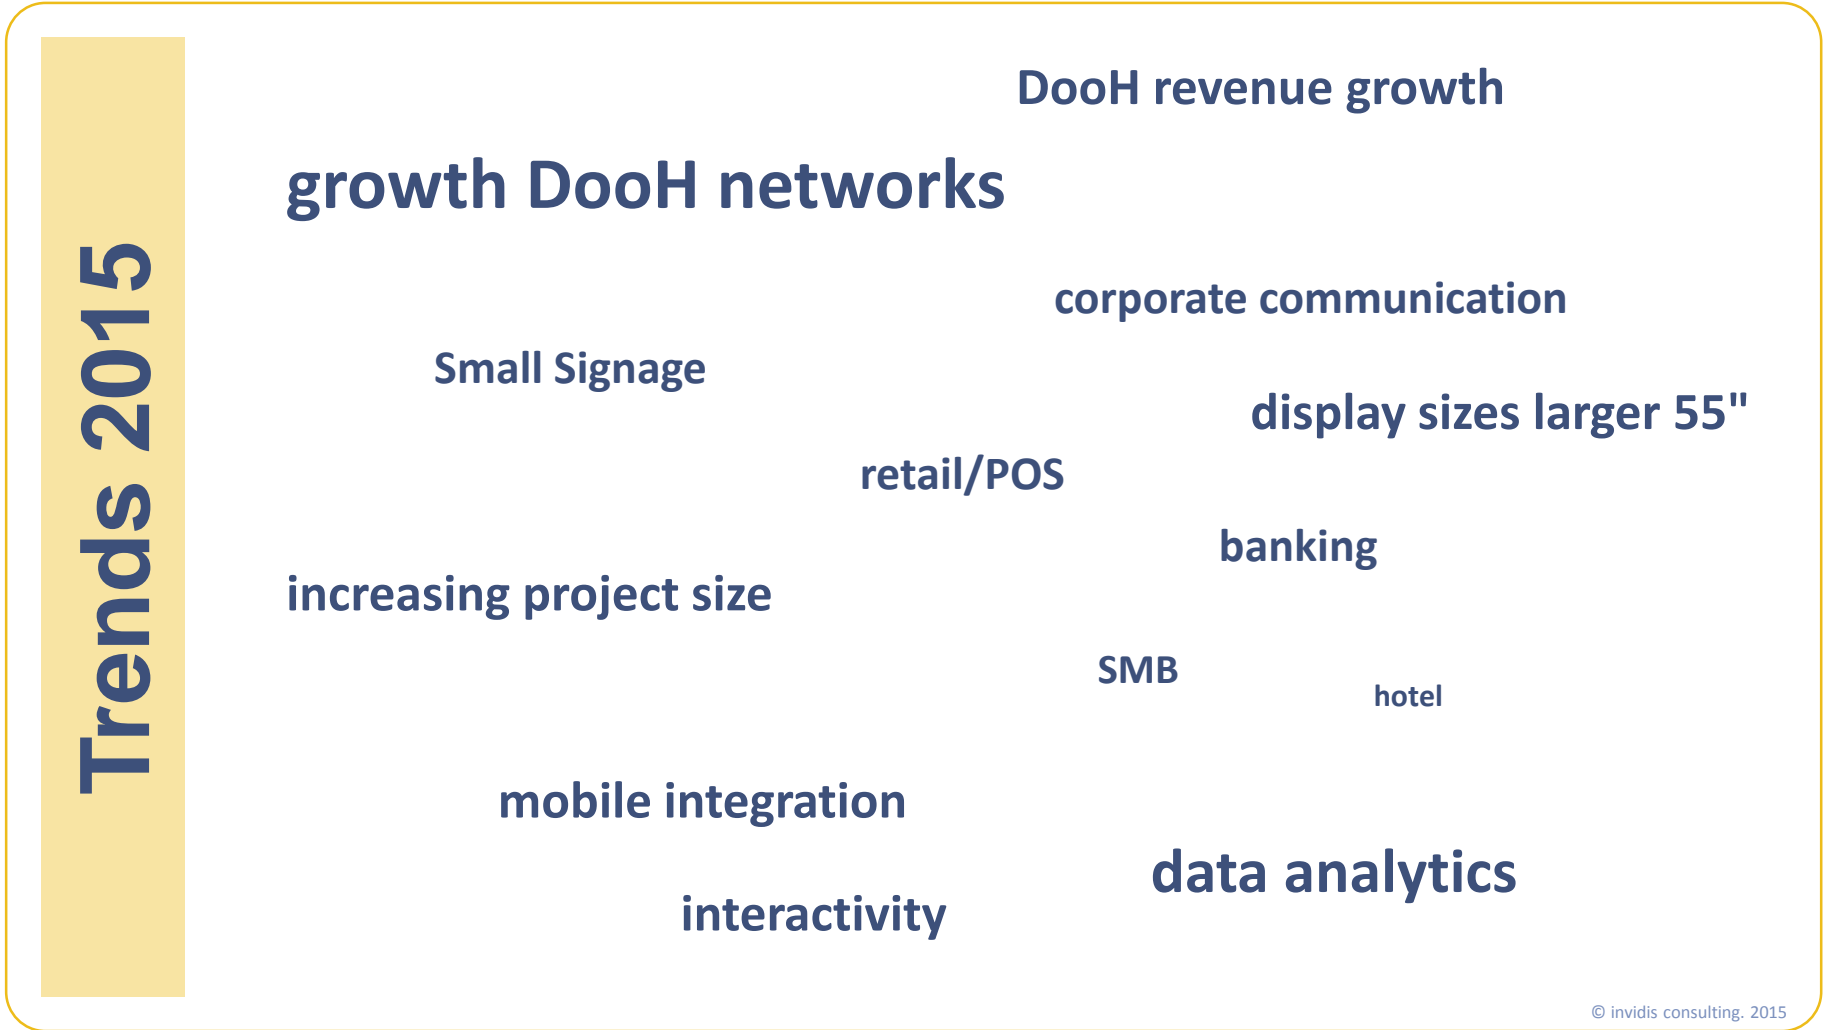 Trends 2015
DooH revenue growth
growth DooH networks
corporate communication
Small Signage
display sizes larger 55"
retail/POS
banking
increasing project size
SMB
hotel
mobile integration
data analytics
interactivity
© invidis consulting. 2015